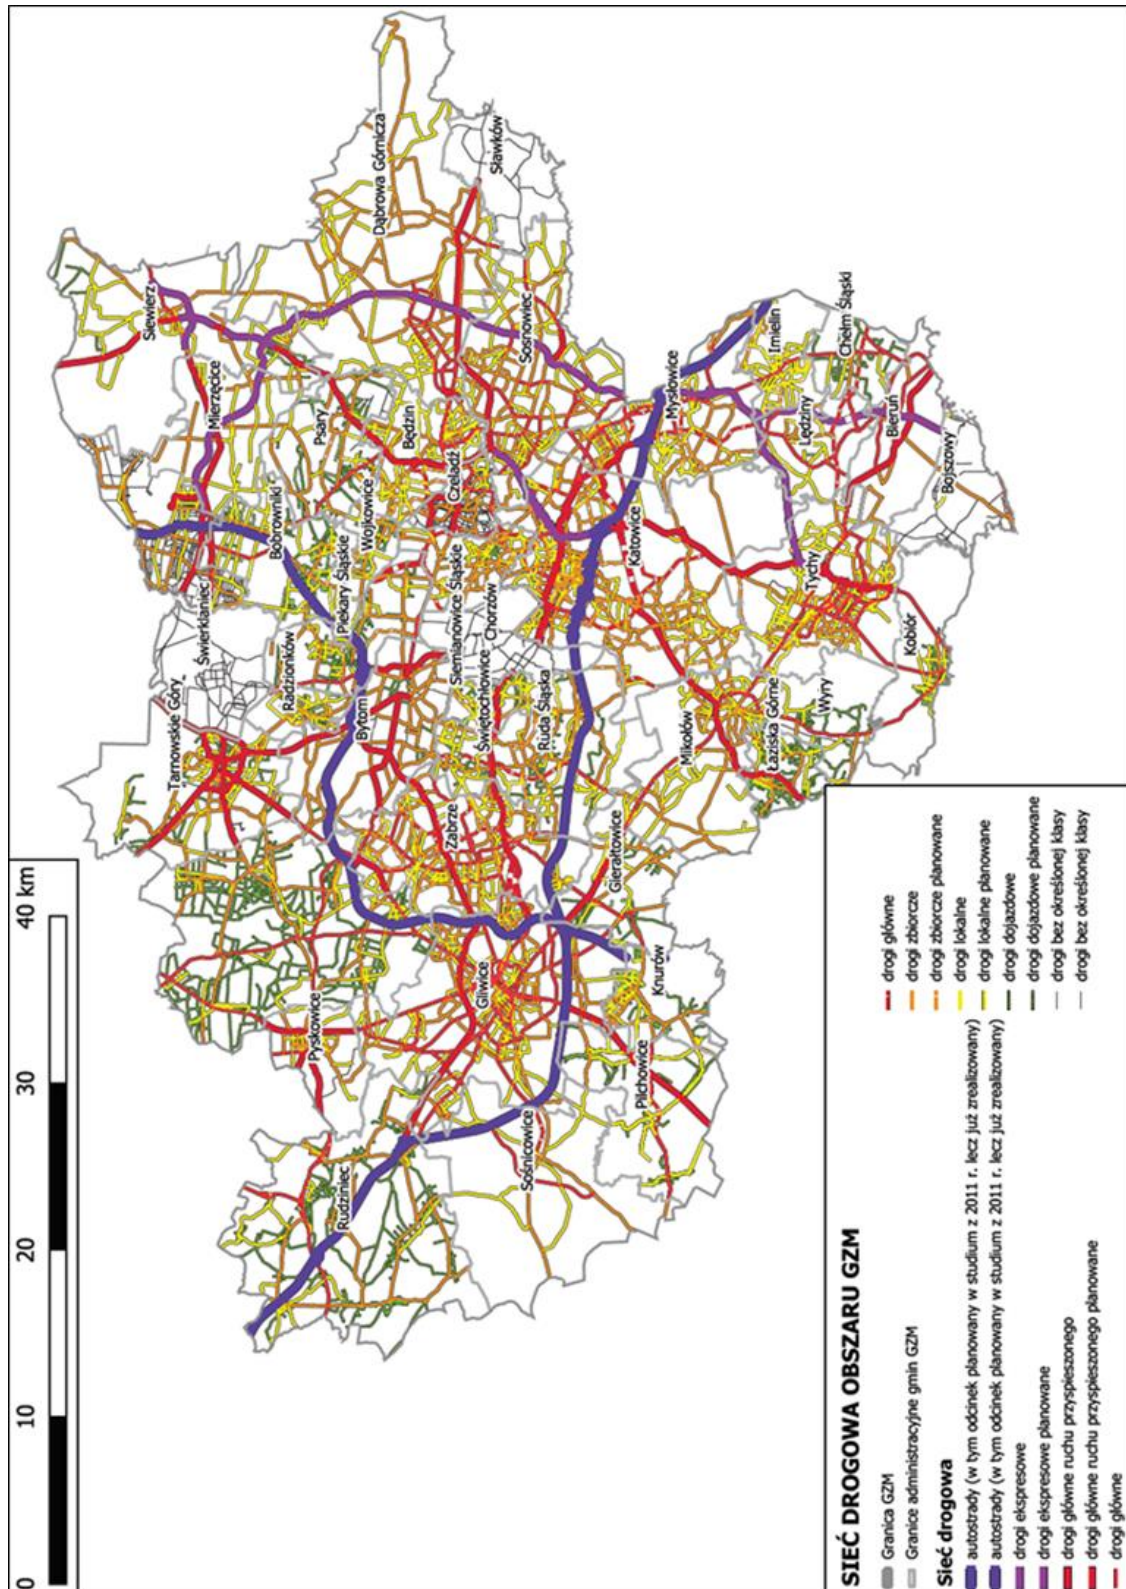 0 10 20 30 40 km
Siewierz
Mierzęcice
Dąbrowa Górnicza
Sławków
Psary
Będzin
Sosnowiec
Czeladź
Wojkowice
Bobrowniki
Świerklaniec
Piekary Śląskie
Radzionków
Tarnowskie Góry
Bytom
Siemianowice Śląskie
Chorzów
Świętochłowice
Ruda Śląska
Zabrze
Katowice
Mysłowice
Imielin
Chełm Śląski
Lędziny
Bieruń
Bojszowy
Tychy
Kobiór
Wyry
Łaziska Górne
Mikołów
Gierałtowice
Knurów
Gliwice
Pyskowice
Pilchowice
Sośnicowice
Rudziniec
SIEĆ DROGOWA OBSZARU GZM
Granica GZM
Granice administracyjne gmin GZM
Sieć drogowa
autostrady (w tym odcinek planowany w studium z 2011 r. lecz już zrealizowany)
autostrady (w tym odcinek planowany w studium z 2011 r. lecz już zrealizowany)
drogi ekspresowe
drogi ekspresowe planowane
drogi główne ruchu przyspieszonego
drogi główne ruchu przyspieszonego planowane
drogi główne
drogi główne
drogi zbiorcze
drogi zbiorcze planowane
drogi lokalne
drogi lokalne planowane
drogi dojazdowe
drogi dojazdowe planowane
drogi bez określonej klasy
drogi bez określonej klasy